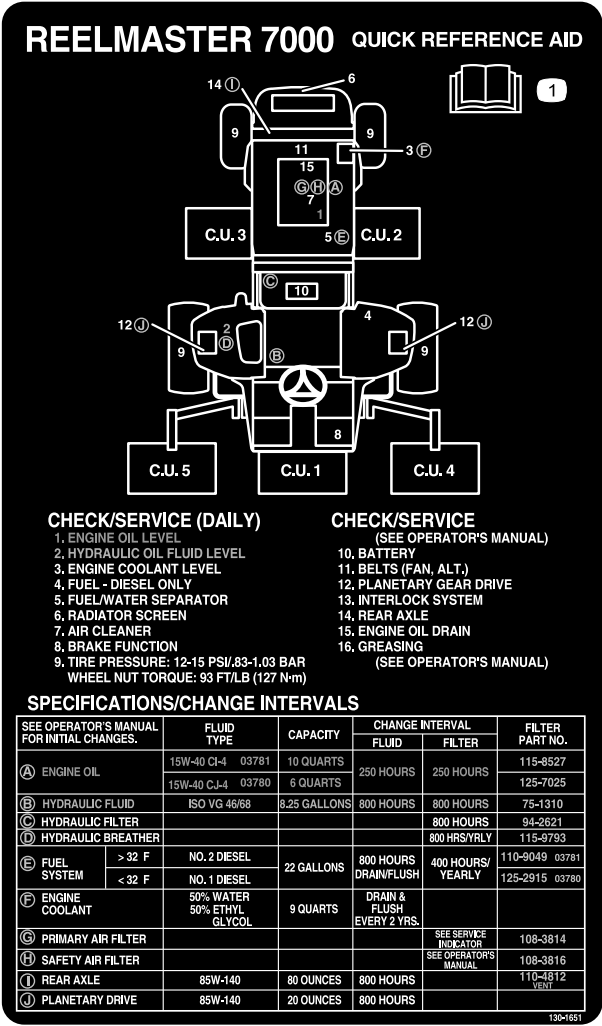 REELMASTER 7000 QUICK REFERENCE AID
1
14 I
6
9
9
11
3 F
15
G H A
7
1
C.U. 3
5 E
C.U. 2
C
10
12 J
2
D
4
12 J
9
B
9
8
C.U. 5
C.U. 1
C.U. 4
CHECK/SERVICE (DAILY)
1. ENGINE OIL LEVEL
2. HYDRAULIC OIL FLUID LEVEL
3. ENGINE COOLANT LEVEL
4. FUEL - DIESEL ONLY
5. FUEL/WATER SEPARATOR
6. RADIATOR SCREEN
7. AIR CLEANER
8. BRAKE FUNCTION
9. TIRE PRESSURE: 12-15 PSI/.83-1.03 BAR
WHEEL NUT TORQUE: 93 FT/LB (127 N•m)
CHECK/SERVICE
(SEE OPERATOR'S MANUAL)
10. BATTERY
11. BELTS (FAN, ALT.)
12. PLANETARY GEAR DRIVE
13. INTERLOCK SYSTEM
14. REAR AXLE
15. ENGINE OIL DRAIN
16. GREASING
(SEE OPERATOR'S MANUAL)
SPECIFICATIONS/CHANGE INTERVALS
SEE OPERATOR'S MANUAL FOR INITIAL CHANGES. FLUID TYPE CAPACITY CHANGE INTERVAL FLUID FILTER FILTER PART NO.
A ENGINE OIL 15W-40 CI-4 03781 10 QUARTS 250 HOURS 250 HOURS 115-8527
15W-40 CJ-4 03780 6 QUARTS 125-7025
B HYDRAULIC FLUID ISO VG 46/68 8.25 GALLONS 800 HOURS 800 HOURS 75-1310
C HYDRAULIC FILTER 800 HOURS 94-2621
D HYDRAULIC BREATHER 800 HRS/YRLY 115-9793
E FUEL SYSTEM > 32 F NO. 2 DIESEL 22 GALLONS 800 HOURS DRAIN/FLUSH 400 HOURS/ YEARLY 110-9049 03781
< 32 F NO. 1 DIESEL 125-2915 03780
F ENGINE COOLANT 50% WATER 50% ETHYL GLYCOL 9 QUARTS DRAIN & FLUSH EVERY 2 YRS.
G PRIMARY AIR FILTER SEE SERVICE INDICATOR 108-3814
H SAFETY AIR FILTER SEE OPERATOR'S MANUAL 108-3816
I REAR AXLE 85W-140 80 OUNCES 800 HOURS 110-4812 VENT
J PLANETARY DRIVE 85W-140 20 OUNCES 800 HOURS
130-1651